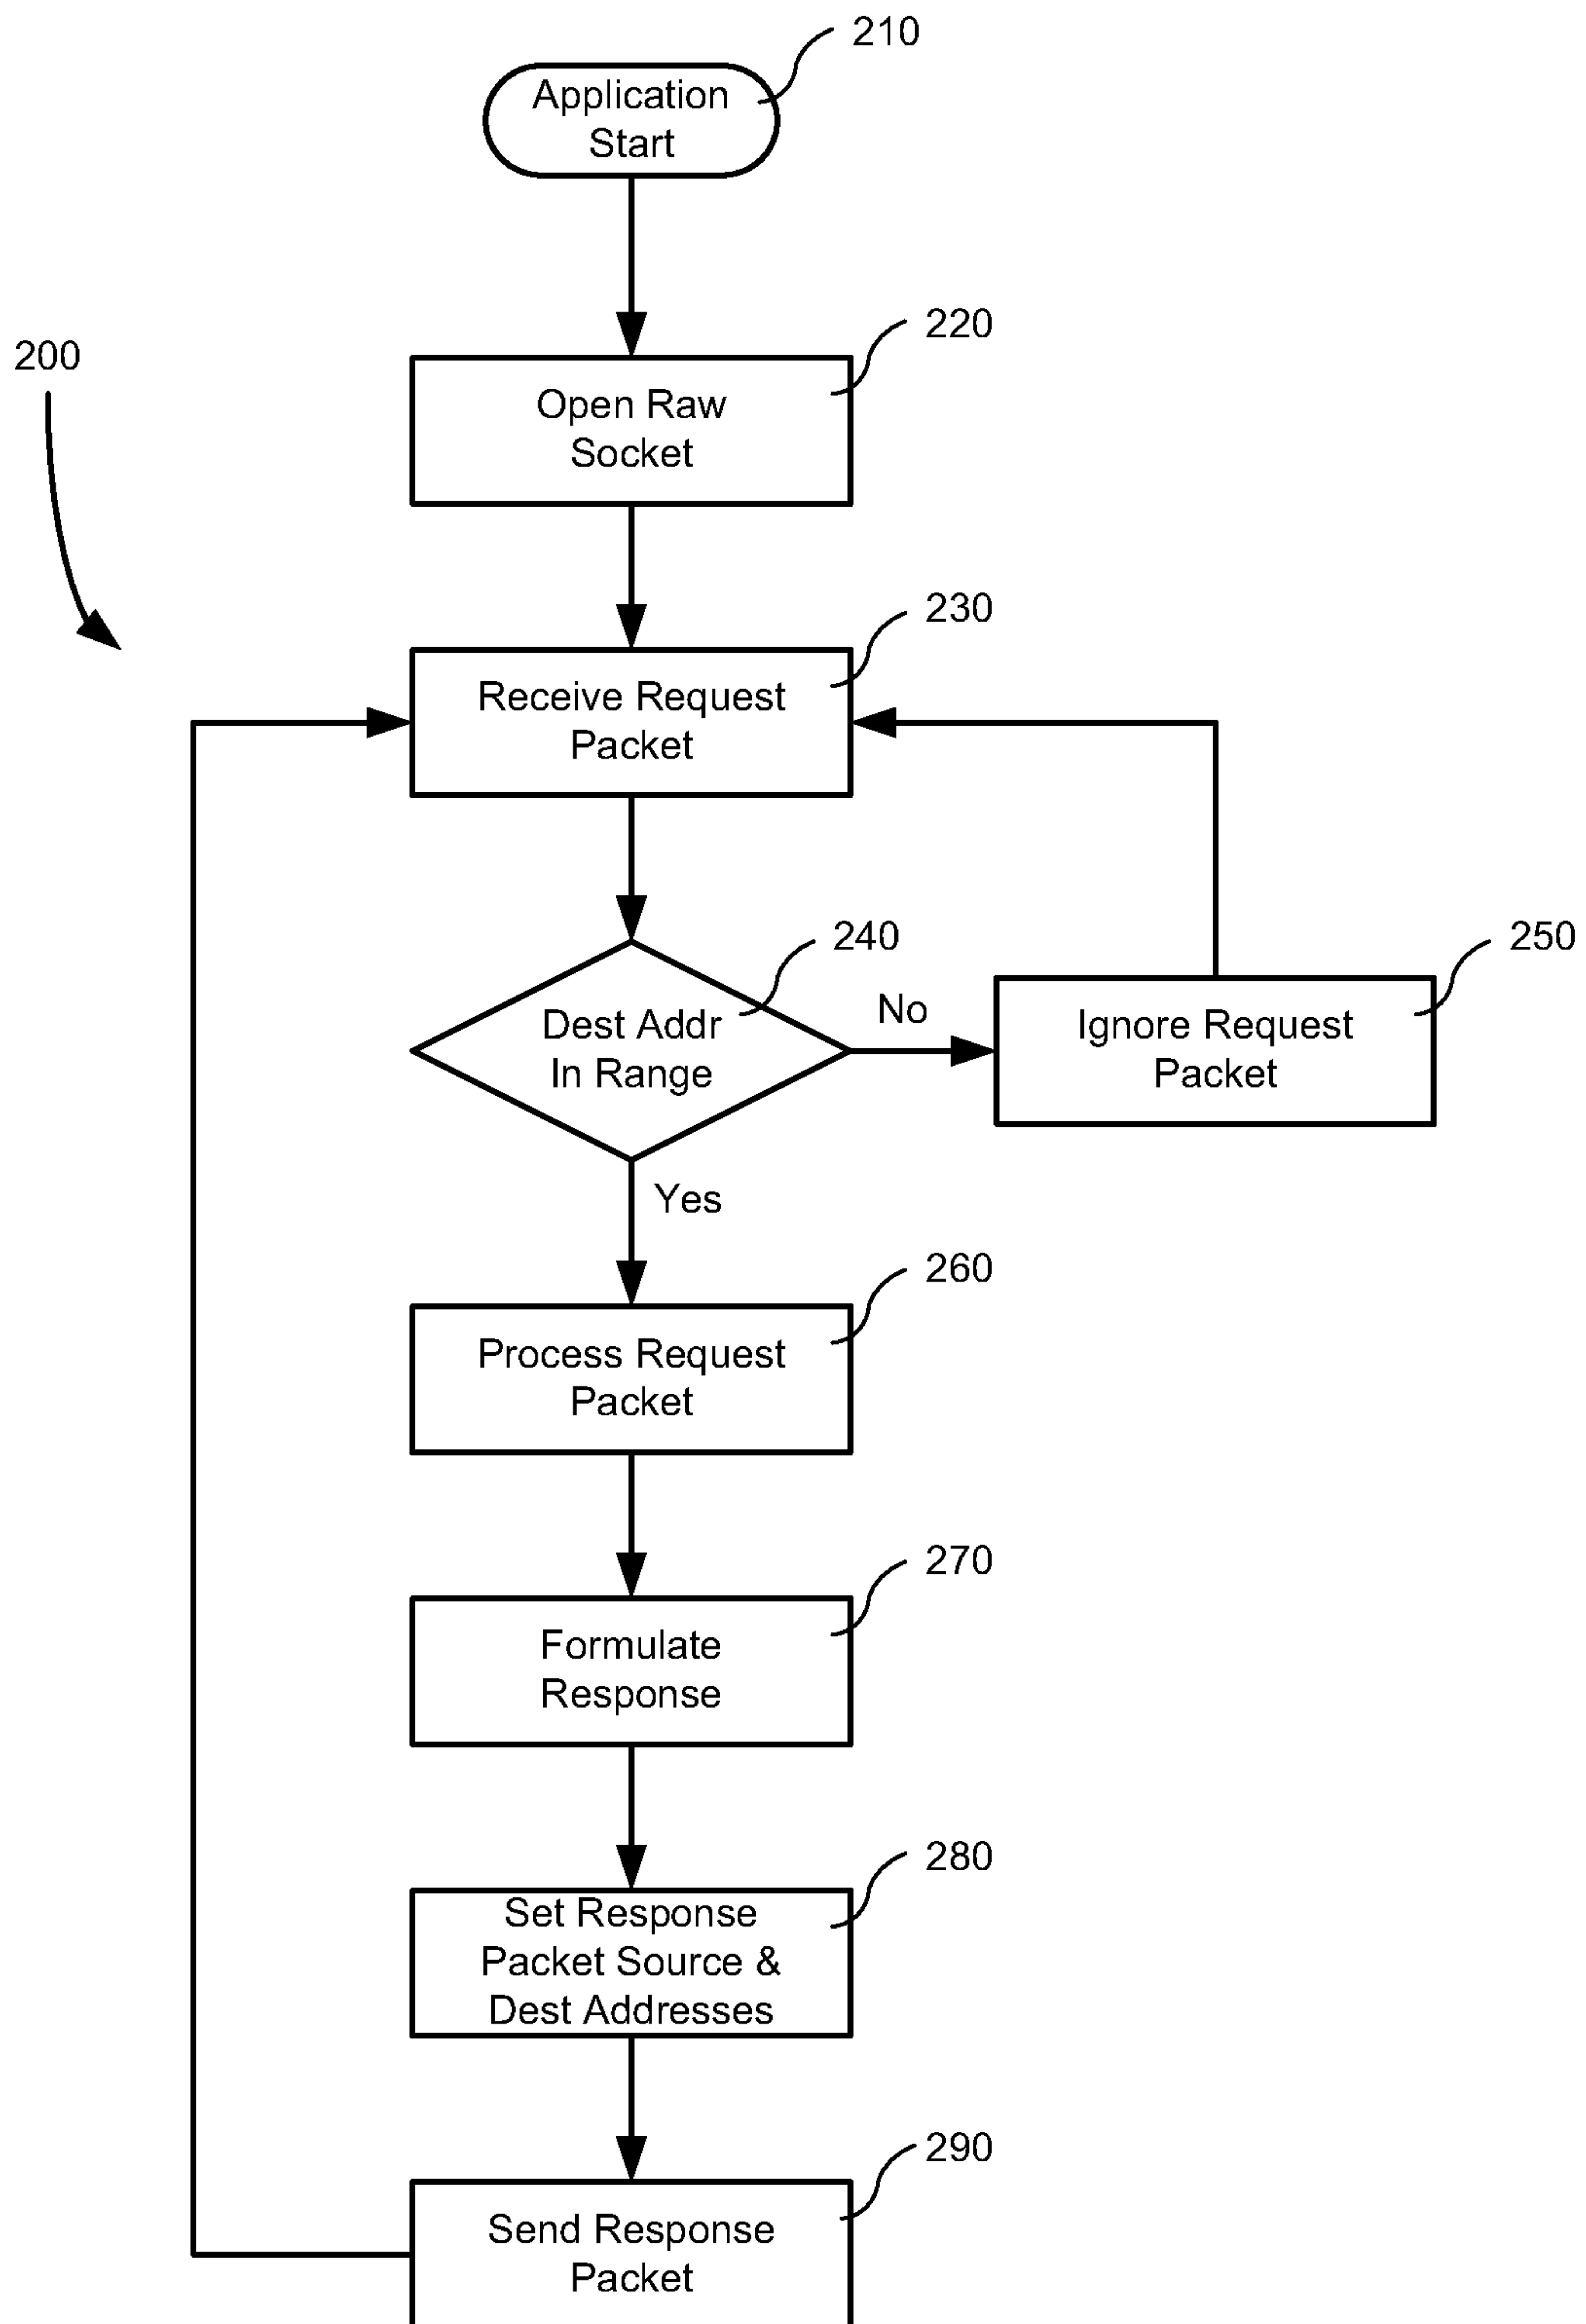 210
Application
Start
220
200
Open Raw
Socket
230
Receive Request
Packet
240
250
No
Dest Addr
In Range
Ignore Request
Packet
Yes
260
Process Request
Packet
270
Formulate
Response
280
Set Response
Packet Source &
Dest Addresses
290
Send Response
Packet